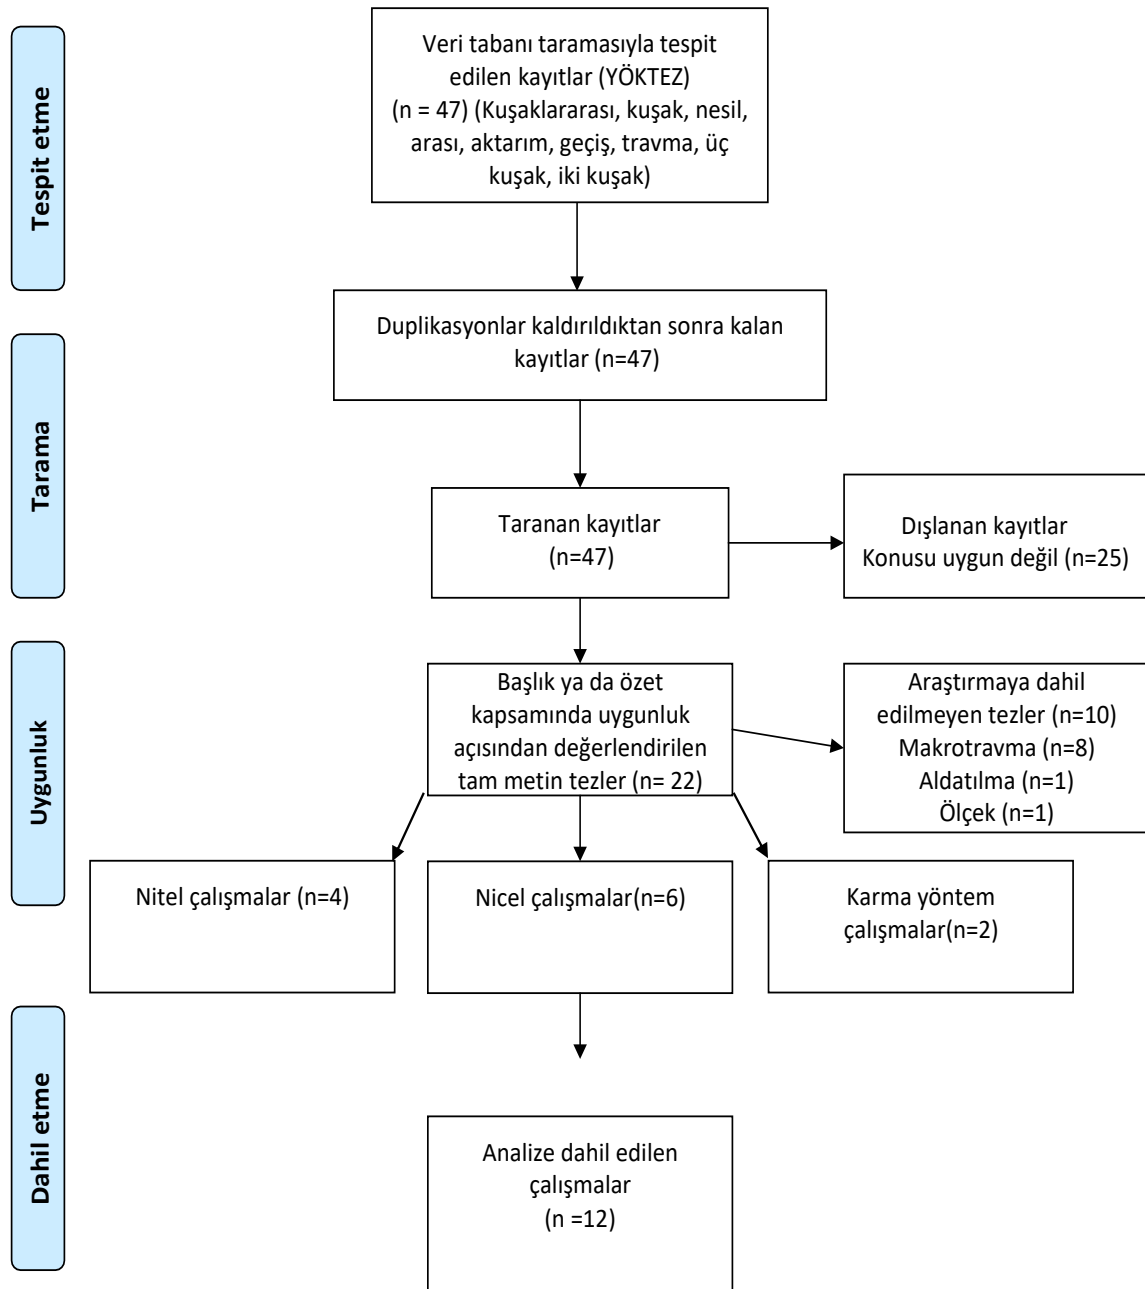 Tespit etme
Veri tabanı taramasıyla tespit
edilen kayıtlar (YÖKTEZ)
(n = 47) (Kuşaklararası, kuşak, nesil,
arası, aktarım, geçiş, travma, üç
kuşak, iki kuşak)
Duplikasyonlar kaldırıldıktan sonra kalan
kayıtlar (n=47)
Tarama
Taranan kayıtlar
(n=47)
Dışlanan kayıtlar
Konusu uygun değil (n=25)
Uygunluk
Başlık ya da özet
kapsamında uygunluk
açısından değerlendirilen
tam metin tezler (n= 22)
Araştırmaya dahil
edilmeyen tezler (n=10)
Makrotravma (n=8)
Aldatılma (n=1)
Ölçek (n=1)
Nitel çalışmalar (n=4)
Nicel çalışmalar(n=6)
Karma yöntem
çalışmalar(n=2)
Dahil etme
Analize dahil edilen
çalışmalar
(n =12)